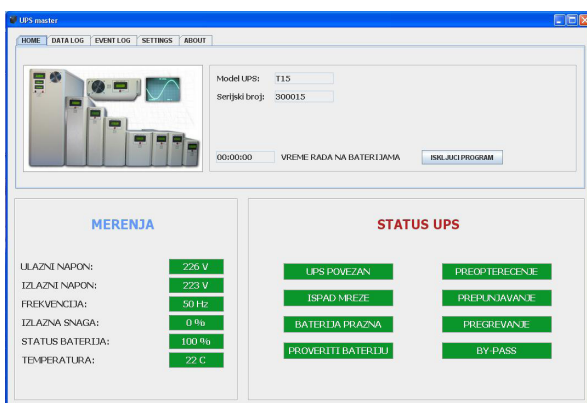 UPS master
HOME DATA LOG EVENT LOG SETTINGS ABOUT
Model UPS: T15
Serijski broj: 300015
00:00:00 VREME RADA NA BATERIJAMA ISKLJUCI PROGRAM
MERENJA
ULAZNI NAPON: 226 V
IZLAZNI NAPON: 223 V
FREKVENCIJA: 50 Hz
IZLAZNA SNAGA: 0 %
STATUS BATERIJA: 100 %
TEMPERATURA: 22 C
STATUS UPS
UPS POVEZAN PREOPTERECENJE
ISPAD MREZE PREPUNJAVANJE
BATERIJA PRAZNA PREGREVANJE
PROVERITI BATERIJU BY-PASS